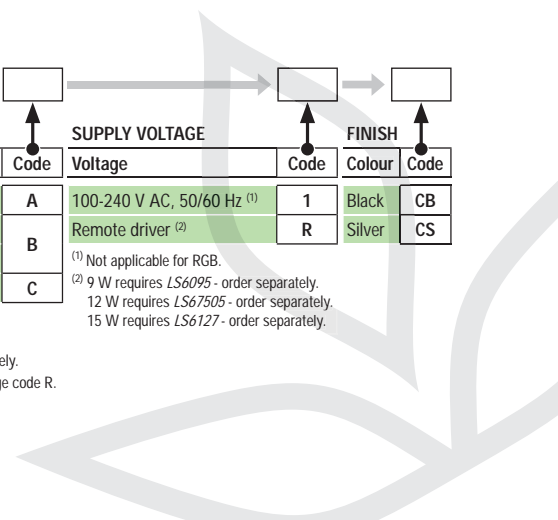 SUPPLY VOLTAGE FINISH
Code Voltage Code Colour Code
A 100-240 V AC, 50/60 Hz (1) 1 Black CB
B Remote driver (2) R Silver CS
C
(1) Not applicable for RGB.
(2) 9 W requires LS6095 - order separately.
12 W requires LS67505 - order separately.
15 W requires LS6127 - order separately.
ely.
ge code R.